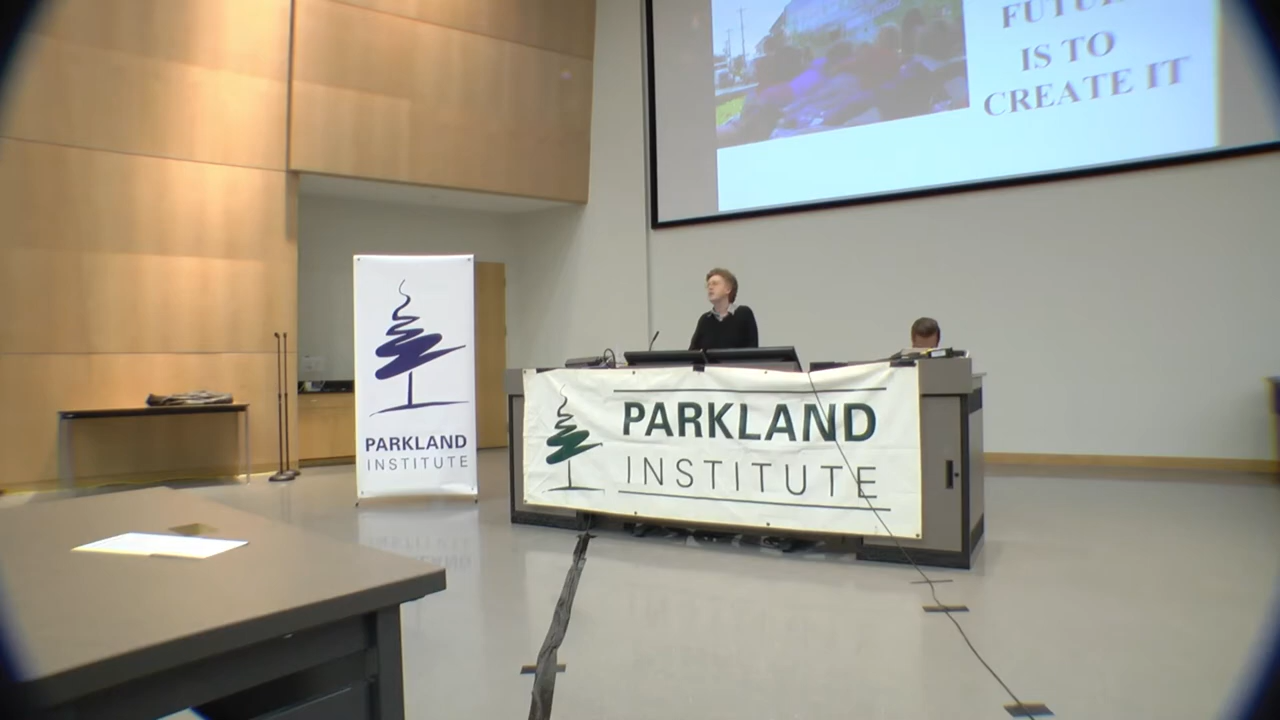 IS TO
CREATE IT
PARKLAND
INSTITUTE
PARKLAND
INSTITUTE